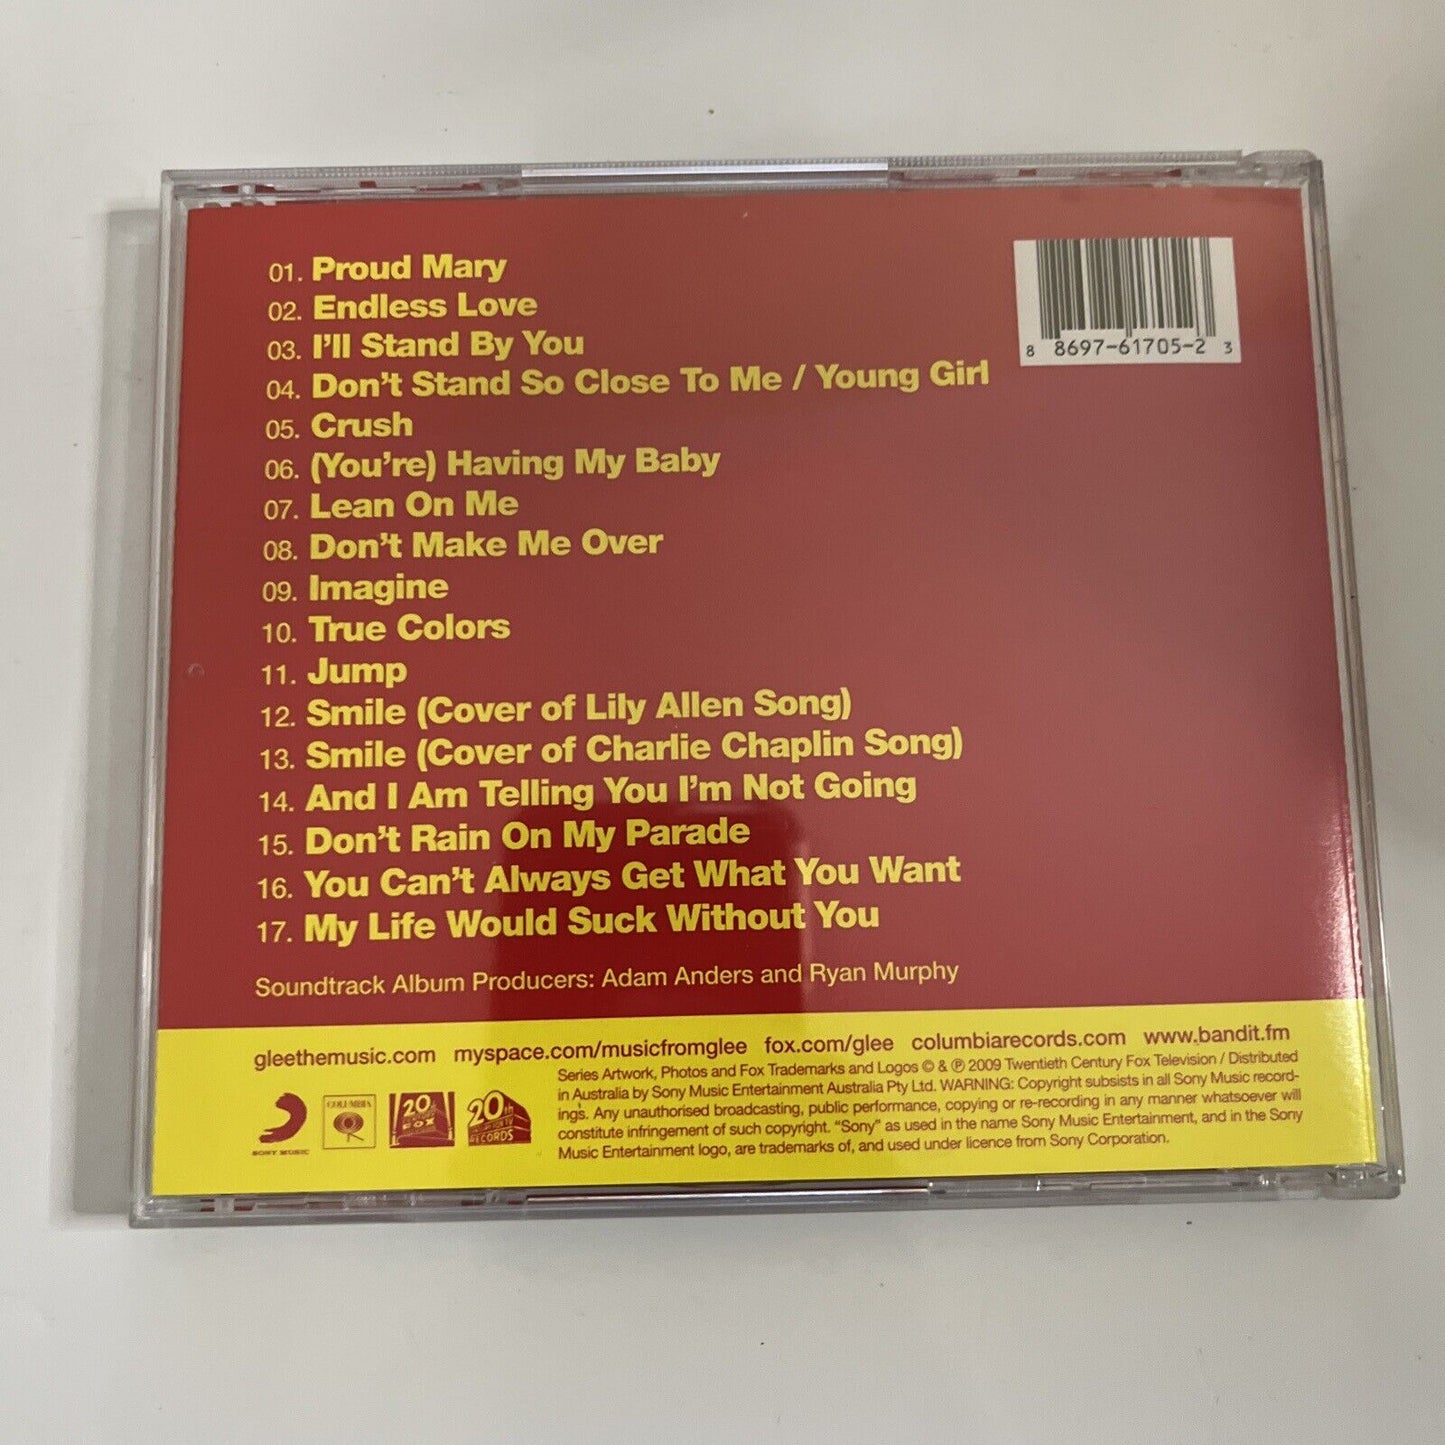 01. Proud Mary
02. Endless Love
03. I'll Stand By You
04. Don't Stand So Close To Me / Young Girl
05. Crush
06. (You're) Having My Baby
07. Lean On Me
08. Don't Make Me Over
09. Imagine
10. True Colors
11. Jump
12. Smile (Cover of Lily Allen Song)
13. Smile (Cover of Charlie Chaplin Song)
14. And I Am Telling You I'm Not Going
15. Don't Rain On My Parade
16. You Can't Always Get What You Want
17. My Life Would Suck Without You
Soundtrack Album Producers: Adam Anders and Ryan Murphy
8 8697-61705-2 3
gleethemusic.com myspace.com/musicfromglee fox.com/glee columbiarecords.com www.bandit.fm
Series Artwork, Photos and Fox Trademarks and Logos © & ℗ 2009 Twentieth Century Fox Television / Distributed
in Australia by Sony Music Entertainment Australia Pty Ltd. WARNING: Copyright subsists in all Sony Music record-
ings. Any unauthorised broadcasting, public performance, copying or re-recording in any manner whatsoever will
constitute infringement of such copyright. "Sony" as used in the name Sony Music Entertainment, and in the Sony
Music Entertainment logo, are trademarks of, and used under licence from Sony Corporation.
SONY MUSIC
COLUMBIA
20
FOX
20th
RECORDS